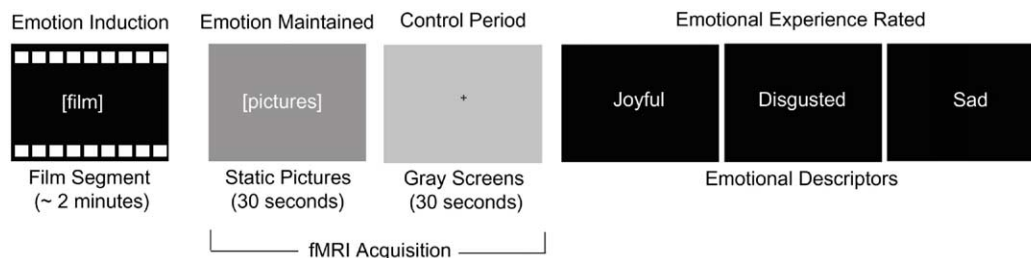 Emotion Induction
Emotion Maintained
Control Period
Emotional Experience Rated
[film]
[pictures]
+
Joyful
Disgusted
Sad
Film Segment
(~ 2 minutes)
Static Pictures
(30 seconds)
Gray Screens
(30 seconds)
Emotional Descriptors
fMRI Acquisition